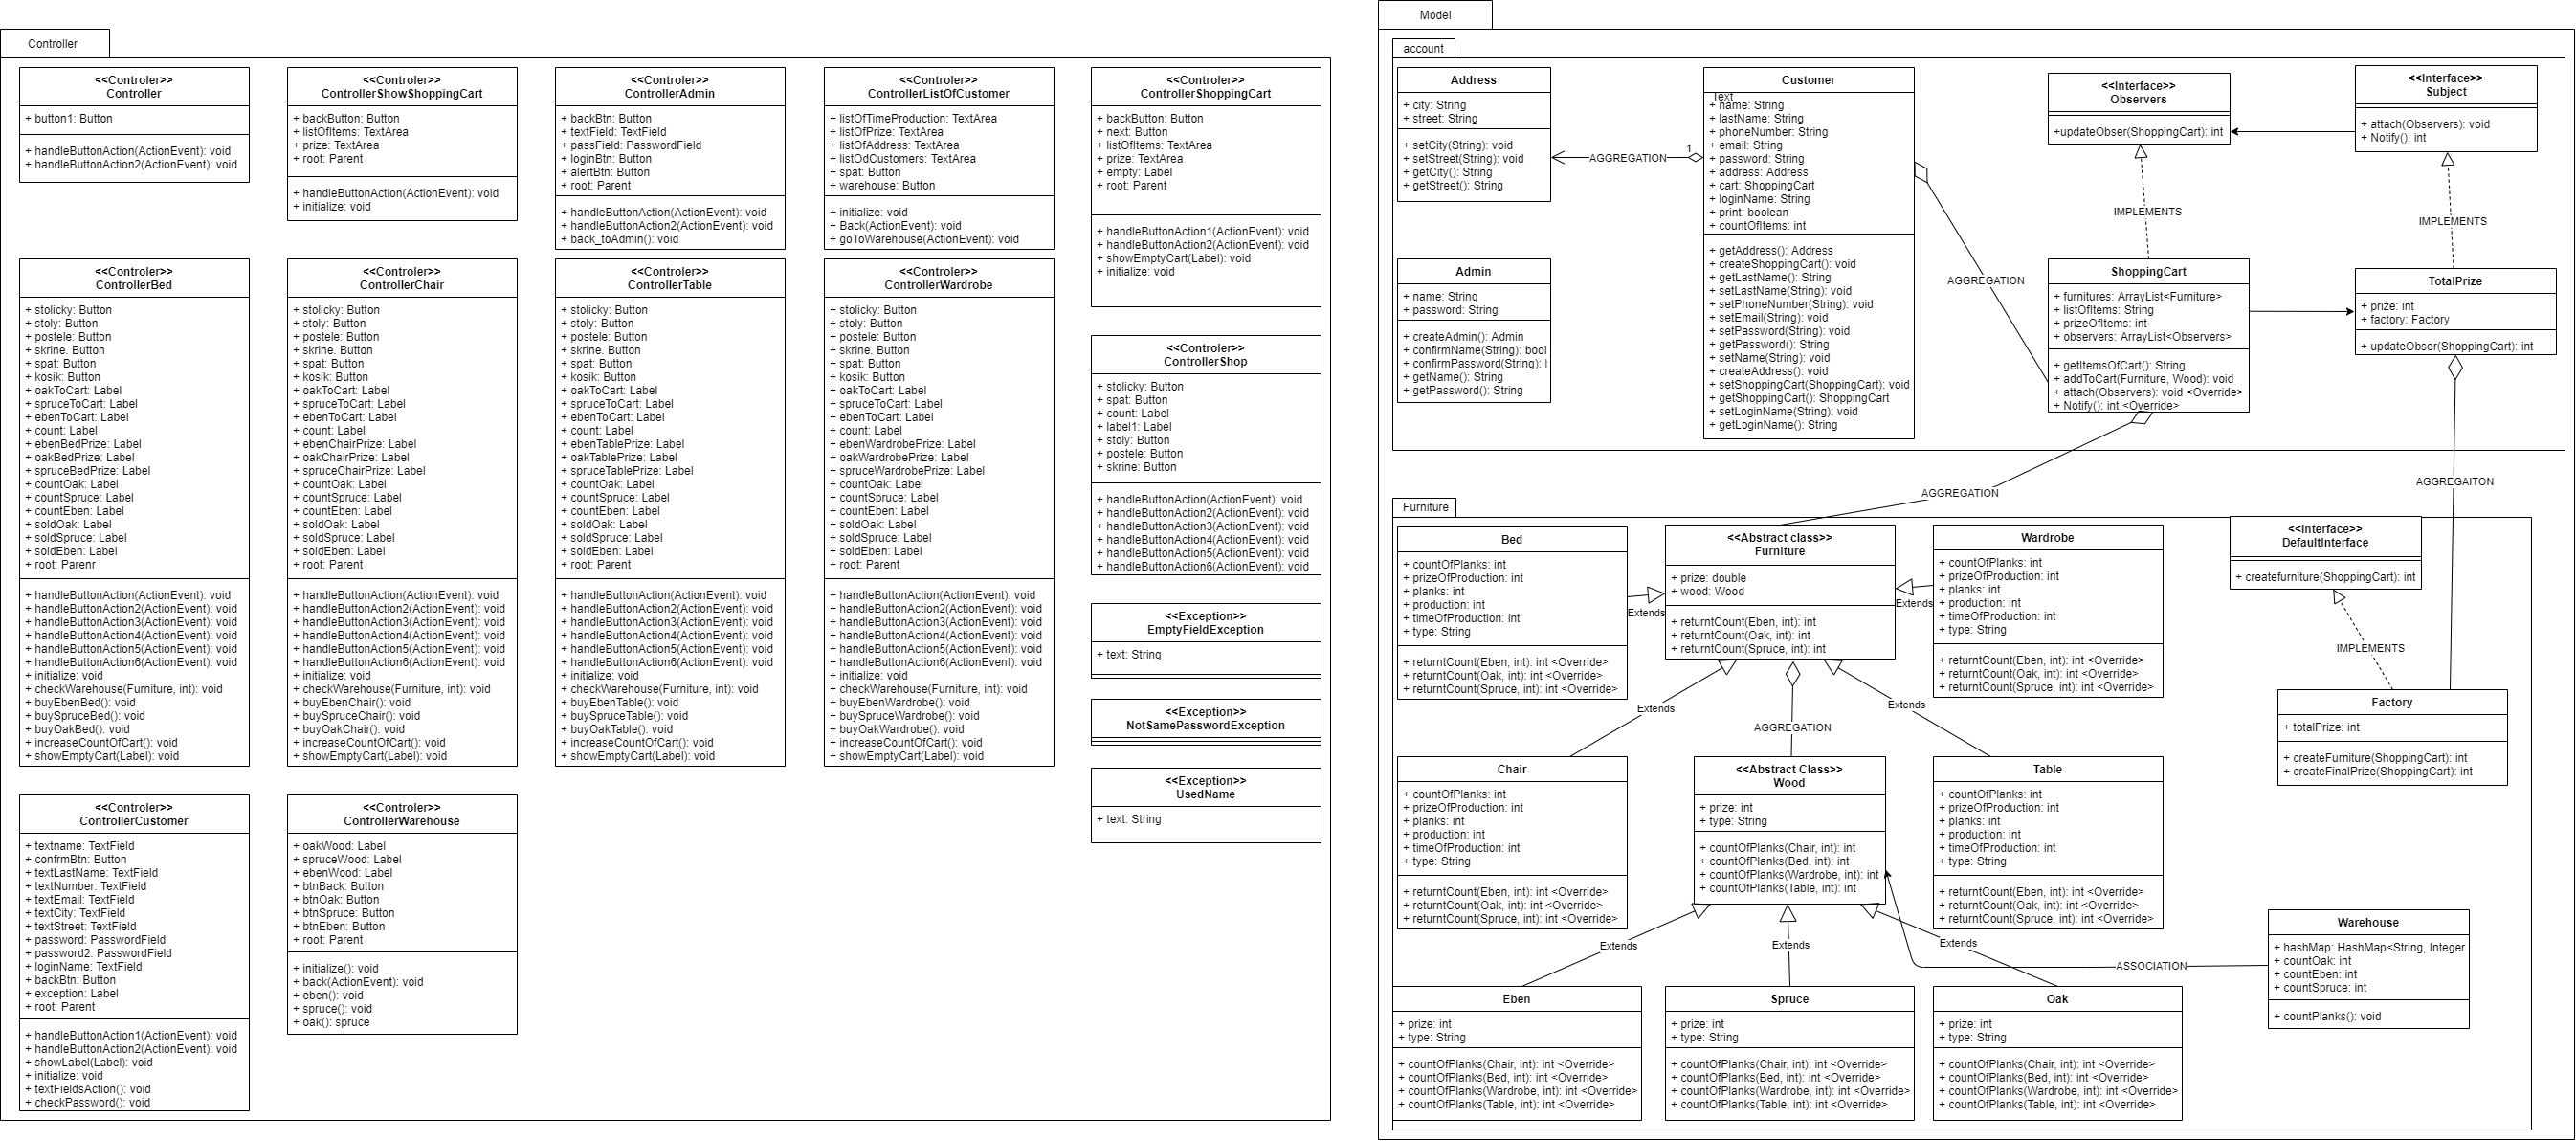 Controller
<<Controler>>
Controller
+ button1: Button
+ handleButtonAction(ActionEvent): void
+ handleButtonAction2(ActionEvent): void
<<Controler>>
ControllerShowShoppingCart
+ backButton: Button
+ listOfItems: TextArea
+ prize: TextArea
+ root: Parent
+ handleButtonAction(ActionEvent): void
+ initialize: void
<<Controler>>
ControllerAdmin
+ backBtn: Button
+ textField: TextField
+ passField: PasswordField
+ loginBtn: Button
+ alertBtn: Button
+ root: Parent
+ handleButtonAction(ActionEvent): void
+ handleButtonAction2(ActionEvent): void
+ back_toAdmin(): void
<<Controler>>
ControllerListOfCustomer
+ listOfTimeProduction: TextArea
+ listOfPrize: TextArea
+ listOfAddress: TextArea
+ listOdCustomers: TextArea
+ spat: Button
+ warehouse: Button
+ initialize: void
+ Back(ActionEvent): void
+ goToWarehouse(ActionEvent): void
<<Controler>>
ControllerShoppingCart
+ backButton: Button
+ next: Button
+ listOfItems: TextArea
+ prize: TextArea
+ empty: Label
+ root: Parent
+ handleButtonAction1(ActionEvent): void
+ handleButtonAction2(ActionEvent): void
+ showEmptyCart(Label): void
+ initialize: void
<<Controler>>
ControllerBed
+ stolicky: Button
+ stoly: Button
+ postele: Button
+ skrine. Button
+ spat: Button
+ kosik: Button
+ oakToCart: Label
+ spruceToCart: Label
+ ebenToCart: Label
+ count: Label
+ ebenBedPrize: Label
+ oakBedPrize: Label
+ spruceBedPrize: Label
+ countOak: Label
+ countSpruce: Label
+ countEben: Label
+ soldOak: Label
+ soldSpruce: Label
+ soldEben: Label
+ root: Parenr
+ handleButtonAction(ActionEvent): void
+ handleButtonAction2(ActionEvent): void
+ handleButtonAction3(ActionEvent): void
+ handleButtonAction4(ActionEvent): void
+ handleButtonAction5(ActionEvent): void
+ handleButtonAction6(ActionEvent): void
+ initialize: void
+ checkWarehouse(Furniture, int): void
+ buyEbenBed(): void
+ buySpruceBed(): void
+ buyOakBed(): void
+ increaseCountOfCart(): void
+ showEmptyCart(Label): void
<<Controler>>
ControllerChair
+ stolicky: Button
+ stoly: Button
+ postele: Button
+ skrine. Button
+ spat: Button
+ kosik: Button
+ oakToCart: Label
+ spruceToCart: Label
+ ebenToCart: Label
+ count: Label
+ ebenChairPrize: Label
+ oakChairPrize: Label
+ spruceChairPrize: Label
+ countOak: Label
+ countSpruce: Label
+ countEben: Label
+ soldOak: Label
+ soldSpruce: Label
+ soldEben: Label
+ root: Parent
+ handleButtonAction(ActionEvent): void
+ handleButtonAction2(ActionEvent): void
+ handleButtonAction3(ActionEvent): void
+ handleButtonAction4(ActionEvent): void
+ handleButtonAction5(ActionEvent): void
+ handleButtonAction6(ActionEvent): void
+ initialize: void
+ checkWarehouse(Furniture, int): void
+ buyEbenChair(): void
+ buySpruceChair(): void
+ buyOakChair(): void
+ increaseCountOfCart(): void
+ showEmptyCart(Label): void
<<Controler>>
ControllerTable
+ stolicky: Button
+ stoly: Button
+ postele: Button
+ skrine. Button
+ spat: Button
+ kosik: Button
+ oakToCart: Label
+ spruceToCart: Label
+ ebenToCart: Label
+ count: Label
+ ebenTablePrize: Label
+ oakTablePrize: Label
+ spruceTablePrize: Label
+ countOak: Label
+ countSpruce: Label
+ countEben: Label
+ soldOak: Label
+ soldSpruce: Label
+ soldEben: Label
+ root: Parent
+ handleButtonAction(ActionEvent): void
+ handleButtonAction2(ActionEvent): void
+ handleButtonAction3(ActionEvent): void
+ handleButtonAction4(ActionEvent): void
+ handleButtonAction5(ActionEvent): void
+ handleButtonAction6(ActionEvent): void
+ initialize: void
+ checkWarehouse(Furniture, int): void
+ buyEbenTable(): void
+ buySpruceTable(): void
+ buyOakTable(): void
+ increaseCountOfCart(): void
+ showEmptyCart(Label): void
<<Controler>>
ControllerWardrobe
+ stolicky: Button
+ stoly: Button
+ postele: Button
+ skrine. Button
+ spat: Button
+ kosik: Button
+ oakToCart: Label
+ spruceToCart: Label
+ ebenToCart: Label
+ count: Label
+ ebenWardrobePrize: Label
+ oakWardrobePrize: Label
+ spruceWardrobePrize: Label
+ countOak: Label
+ countSpruce: Label
+ countEben: Label
+ soldOak: Label
+ soldSpruce: Label
+ soldEben: Label
+ root: Parent
+ handleButtonAction(ActionEvent): void
+ handleButtonAction2(ActionEvent): void
+ handleButtonAction3(ActionEvent): void
+ handleButtonAction4(ActionEvent): void
+ handleButtonAction5(ActionEvent): void
+ handleButtonAction6(ActionEvent): void
+ initialize: void
+ checkWarehouse(Furniture, int): void
+ buyEbenWardrobe(): void
+ buySpruceWardrobe(): void
+ buyOakWardrobe(): void
+ increaseCountOfCart(): void
+ showEmptyCart(Label): void
<<Controler>>
ControllerShop
+ stolicky: Button
+ spat: Button
+ count: Label
+ label1: Label
+ stoly: Button
+ postele: Button
+ skrine: Button
+ handleButtonAction(ActionEvent): void
+ handleButtonAction2(ActionEvent): void
+ handleButtonAction3(ActionEvent): void
+ handleButtonAction4(ActionEvent): void
+ handleButtonAction5(ActionEvent): void
+ handleButtonAction6(ActionEvent): void
<<Exception>>
EmptyFieldException
+ text: String
<<Exception>>
NotSamePasswordException
<<Exception>>
UsedName
+ text: String
<<Controler>>
ControllerCustomer
+ textname: TextField
+ confrmBtn: Button
+ textLastName: TextField
+ textNumber: TextField
+ textEmail: TextField
+ textCity: TextField
+ textStreet: TextField
+ password: PasswordField
+ password2: PasswordField
+ loginName: TextField
+ backBtn: Button
+ exception: Label
+ root: Parent
+ handleButtonAction1(ActionEvent): void
+ handleButtonAction2(ActionEvent): void
+ showLabel(Label): void
+ initialize: void
+ textFieldsAction(): void
+ checkPassword(): void
<<Controler>>
ControllerWarehouse
+ oakWood: Label
+ spruceWood: Label
+ ebenWood: Label
+ btnBack: Button
+ btnOak: Button
+ btnSpruce: Button
+ btnEben: Button
+ root: Parent
+ initialize(): void
+ back(ActionEvent): void
+ eben(): void
+ spruce(): void
+ oak(): spruce
Model
account
Address
+ city: String
+ street: String
+ setCity(String): void
+ setStreet(String): void
+ getCity(): String
+ getStreet(): String
AGGREGATION
1
Customer
Text
+ name: String
+ lastName: String
+ phoneNumber: String
+ email: String
+ password: String
+ address: Address
+ cart: ShoppingCart
+ loginName: String
+ print: boolean
+ countOfItems: int
+ getAddress(): Address
+ createShoppingCart(): void
+ getLastName(): String
+ setLastName(String): void
+ setPhoneNumber(String): void
+ setEmail(String): void
+ setPassword(String): void
+ getPassword(): String
+ setName(String): void
+ createAddress(): void
+ setShoppingCart(ShoppingCart): void
+ getShoppingCart(): ShoppingCart
+ setLoginName(String): void
+ getLoginName(): String
Admin
+ name: String
+ password: String
+ createAdmin(): Admin
+ confirmName(String): bool
+ confirmPassword(String):
+ getName(): String
+ getPassword(): String
AGGREGATION
<<Interface>>
Observers
+updateObser(ShoppingCart): int
<<Interface>>
Subject
+ attach(Observers): void
+ Notify(): int
IMPLEMENTS
IMPLEMENTS
ShoppingCart
+ furnitures: ArrayList<Furniture>
+ listOfItems: String
+ prizeOfItems: int
+ observers: ArrayList<Observers>
+ getItemsOfCart(): String
+ addToCart(Furniture, Wood): void
+ attach(Observers): void <Override>
+ Notify(): int <Override>
TotalPrize
+ prize: int
+ factory: Factory
+ updateObser(ShoppingCart): int
AGGREGATION
AGGREGAITON
Furniture
Bed
+ countOfPlanks: int
+ prizeOfProduction: int
+ planks: int
+ production: int
+ timeOfProduction: int
+ type: String
+ returntCount(Eben, int): int <Override>
+ returntCount(Oak, int): int <Override>
+ returntCount(Spruce, int): int <Override>
Extends
<<Abstract class>>
Furniture
+ prize: double
+ wood: Wood
+ returntCount(Eben, int): int
+ returntCount(Oak, int): int
+ returntCount(Spruce, int): int
Extends
Wardrobe
+ countOfPlanks: int
+ prizeOfProduction: int
+ planks: int
+ production: int
+ timeOfProduction: int
+ type: String
+ returntCount(Eben, int): int <Override>
+ returntCount(Oak, int): int <Override>
+ returntCount(Spruce, int): int <Override>
<<Interface>>
DefaultInterface
+ createfurniture(ShoppingCart): int
IMPLEMENTS
Factory
+ totalPrize: int
+ createFurniture(ShoppingCart): int
+ createFinalPrize(ShoppingCart): int
Extends
AGGREGATION
Extends
Chair
+ countOfPlanks: int
+ prizeOfProduction: int
+ planks: int
+ production: int
+ timeOfProduction: int
+ type: String
+ returntCount(Eben, int): int <Override>
+ returntCount(Oak, int): int <Override>
+ returntCount(Spruce, int): int <Override>
<<Abstract Class>>
Wood
+ prize: int
+ type: String
+ countOfPlanks(Chair, int): int
+ countOfPlanks(Bed, int): int
+ countOfPlanks(Wardrobe, int): int
+ countOfPlanks(Table, int): int
Table
+ countOfPlanks: int
+ prizeOfProduction: int
+ planks: int
+ production: int
+ timeOfProduction: int
+ type: String
+ returntCount(Eben, int): int <Override>
+ returntCount(Oak, int): int <Override>
+ returntCount(Spruce, int): int <Override>
Extends
Extends
Extends
ASSOCIATION
Warehouse
+ hashMap: HashMap<String, Integer
+ countOak: int
+ countEben: int
+ countSpruce: int
+ countPlanks(): void
Eben
+ prize: int
+ type: String
+ countOfPlanks(Chair, int): int <Override>
+ countOfPlanks(Bed, int): int <Override>
+ countOfPlanks(Wardrobe, int): int <Override>
+ countOfPlanks(Table, int): int <Override>
Spruce
+ prize: int
+ type: String
+ countOfPlanks(Chair, int): int <Override>
+ countOfPlanks(Bed, int): int <Override>
+ countOfPlanks(Wardrobe, int): int <Override>
+ countOfPlanks(Table, int): int <Override>
Oak
+ prize: int
+ type: String
+ countOfPlanks(Chair, int): int <Override>
+ countOfPlanks(Bed, int): int <Override>
+ countOfPlanks(Wardrobe, int): int <Override>
+ countOfPlanks(Table, int): int <Override>